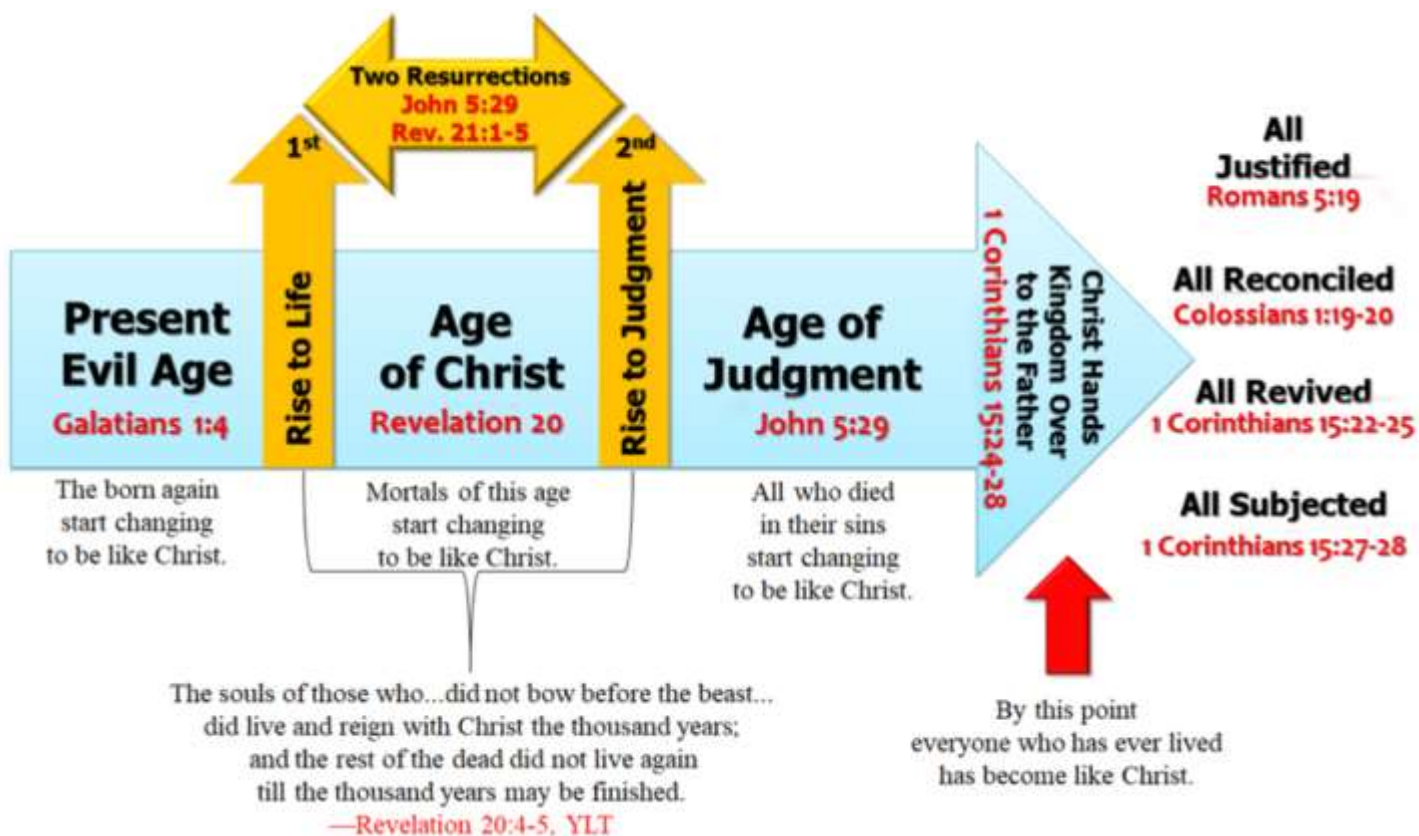 Two Resurrections
John 5:29
Rev. 21:1-5
1st
2nd
Rise to Life
Rise to Judgment
Present
Evil Age
Galatians 1:4
Age
of Christ
Revelation 20
Age of
Judgment
John 5:29
Christ Hands
Kingdom Over
to the Father
1 Corinthians 15:24-28
All
Justified
Romans 5:19
All Reconciled
Colossians 1:19-20
All Revived
1 Corinthians 15:22-25
All Subjected
1 Corinthians 15:27-28
The born again
start changing
to be like Christ.
Mortals of this age
start changing
to be like Christ.
All who died
in their sins
start changing
to be like Christ.
The souls of those who...did not bow before the beast...
did live and reign with Christ the thousand years;
and the rest of the dead did not live again
till the thousand years may be finished.
—Revelation 20:4-5, YLT
By this point
everyone who has ever lived
has become like Christ.